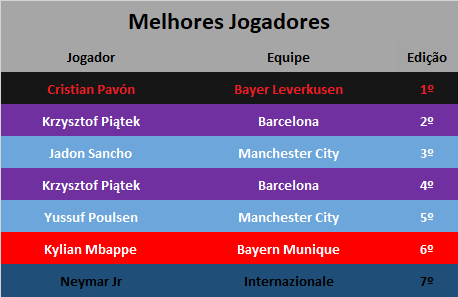 Melhores Jogadores
Jogador Equipe Edição
Cristian Pavón Bayer Leverkusen 1º
Krzysztof Piątek Barcelona 2º
Jadon Sancho Manchester City 3º
Krzysztof Piątek Barcelona 4º
Yussuf Poulsen Manchester City 5º
Kylian Mbappe Bayern Munique 6º
Neymar Jr Internazionale 7º